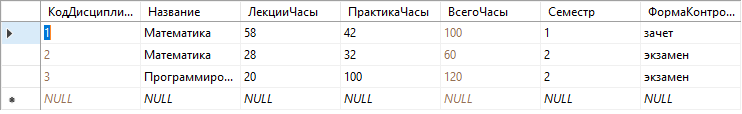 КодДисципли... Название ЛекцииЧасы ПрактикаЧасы ВсегоЧасы Семестр ФормаКонтро...
1 Математика 58 42 100 1 зачет
2 Математика 28 32 60 2 экзамен
3 Программиро... 20 100 120 2 экзамен
NULL NULL NULL NULL NULL NULL NULL